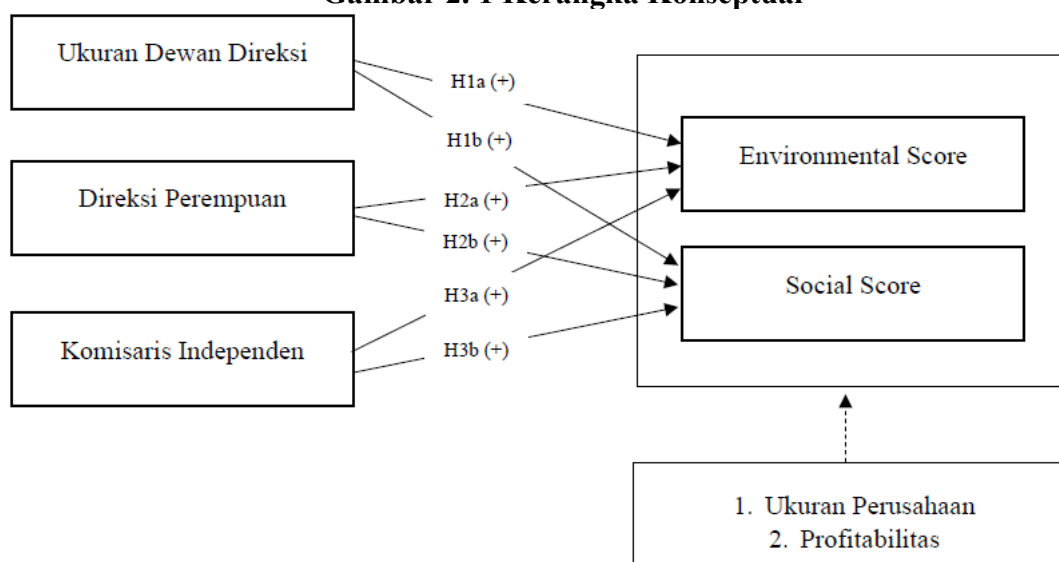 Gambar 2. 1 Kerangka Konseptual
Ukuran Dewan Direksi
H1a (+)
H1b (+)
Environmental Score
Direksi Perempuan
H2a (+)
H2b (+)
Social Score
H3a (+)
Komisaris Independen
H3b (+)
1. Ukuran Perusahaan
2. Profitabilitas